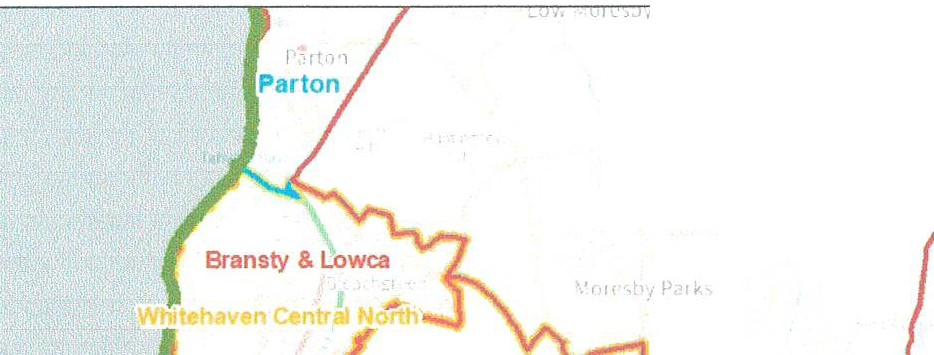 Low Moresby
Parton
Parton
Bransty & Lowca
Moresby Parks
Whitehaven Central North